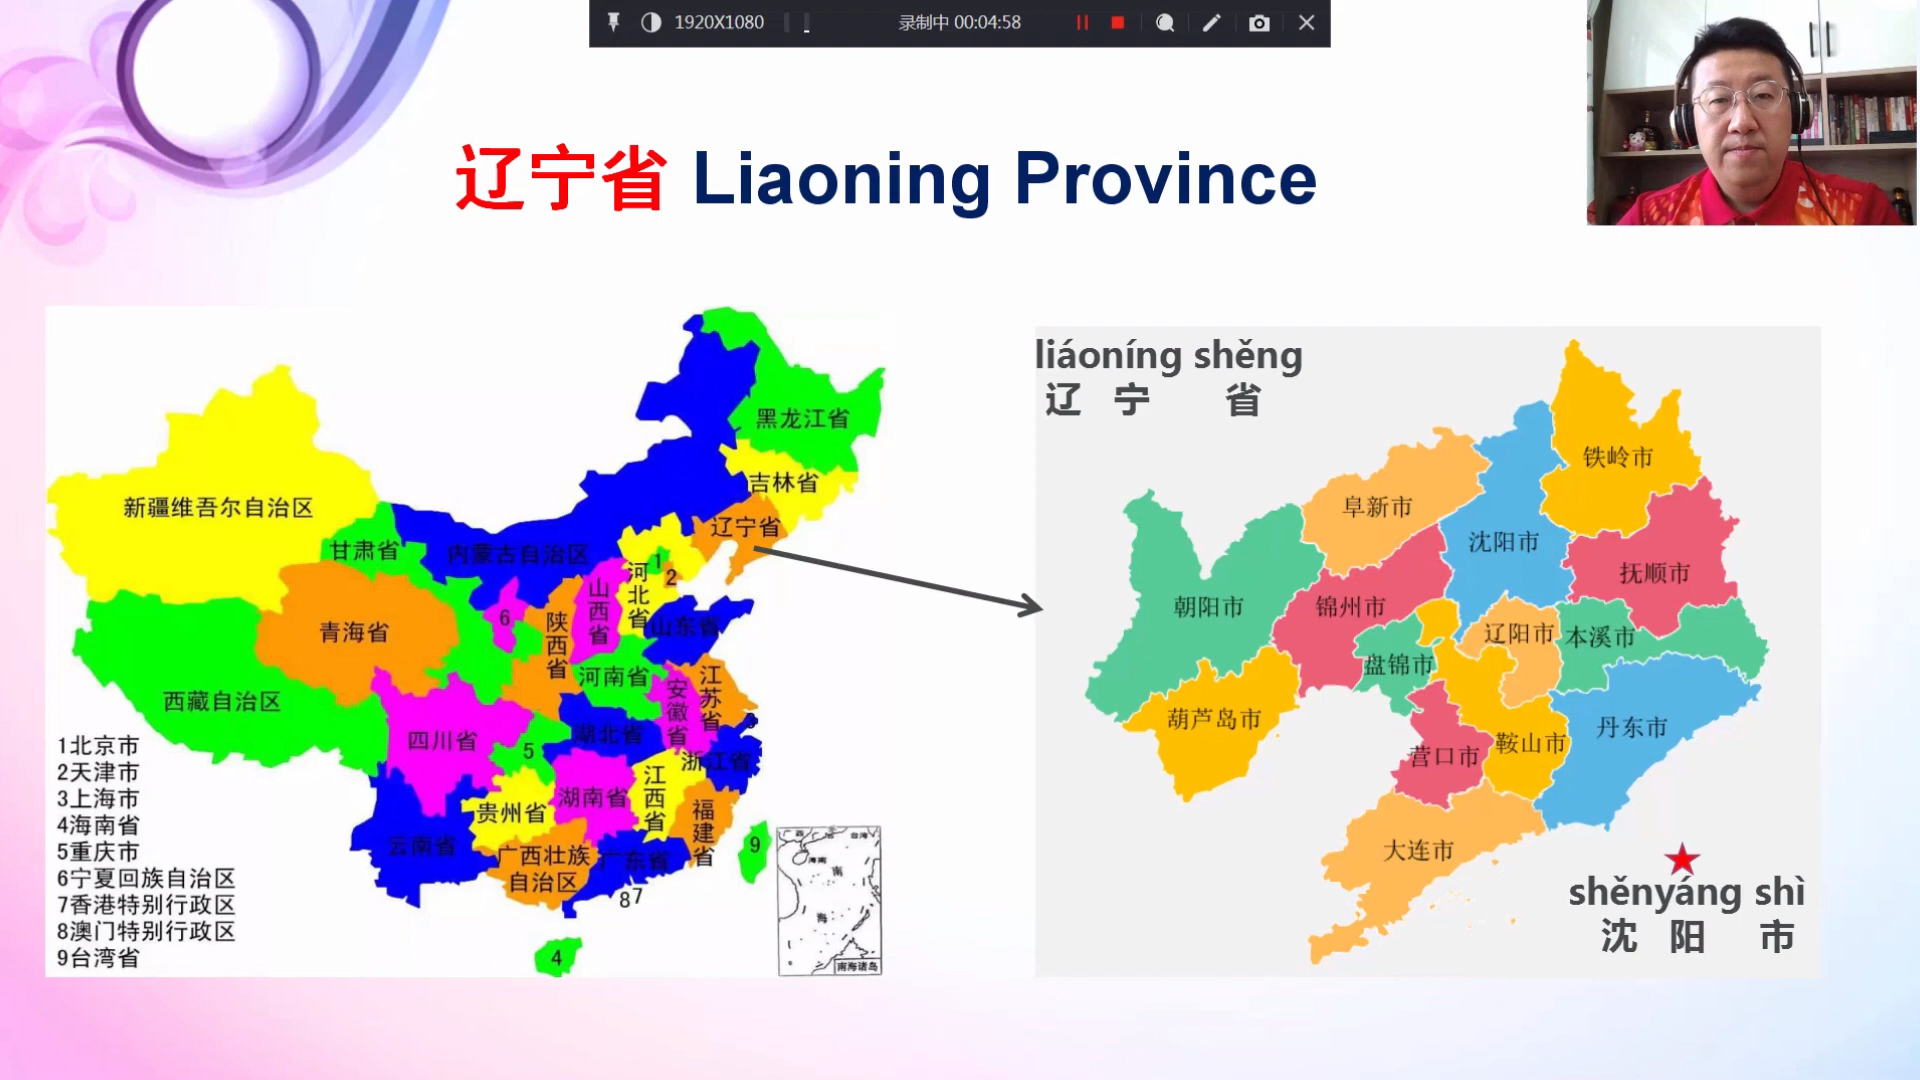 1920X1080
录制中 00:04:58
辽宁省 Liaoning Province
黑龙江省
吉林省
辽宁省
新疆维吾尔自治区
甘肃省
内蒙古自治区
1
2
河北省
山西省
6
陕西省
青海省
山东省
河南省
江苏省
安徽省
西藏自治区
四川省
5
湖北省
浙江省
湖南省
江西省
贵州省
福建省
云南省
广西壮族
自治区
广东省
9
87
4
1北京市
2天津市
3上海市
4海南省
5重庆市
6宁夏回族自治区
7香港特别行政区
8澳门特别行政区
9台湾省
台湾
海南
南
海
南海诸岛
liáoníng shěng
辽 宁 省
铁岭市
阜新市
沈阳市
抚顺市
朝阳市
锦州市
辽阳市
本溪市
盘锦市
葫芦岛市
丹东市
鞍山市
营口市
大连市
shěnyáng shì
沈 阳 市